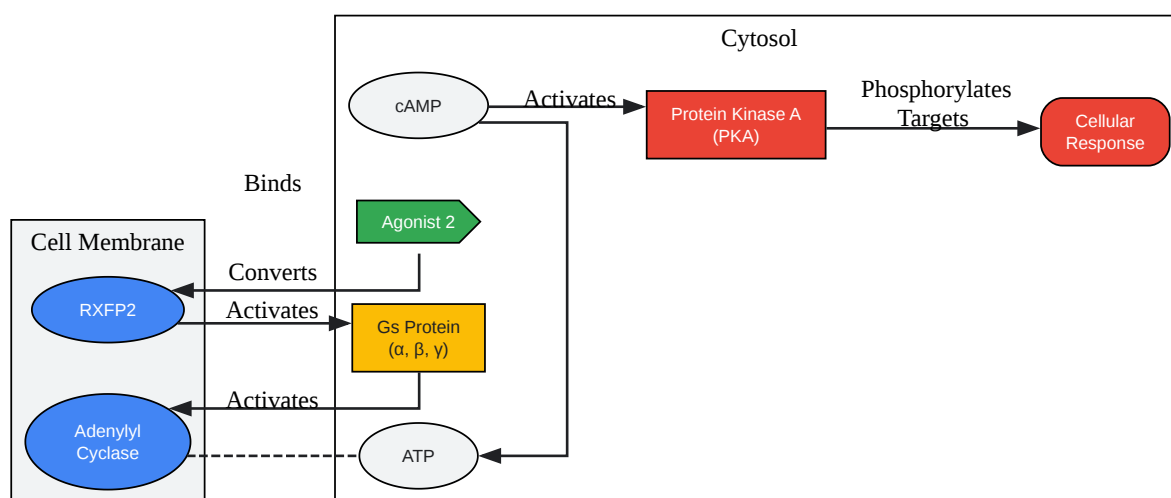 Cytosol
cAMP
Activates
Protein Kinase A
(PKA)
Phosphorylates
Targets
Cellular
Response
Binds
Agonist 2
Cell Membrane
Converts
RXFP2
Activates
Gs Protein
(α, β, γ)
Activates
Adenylyl
Cyclase
ATP